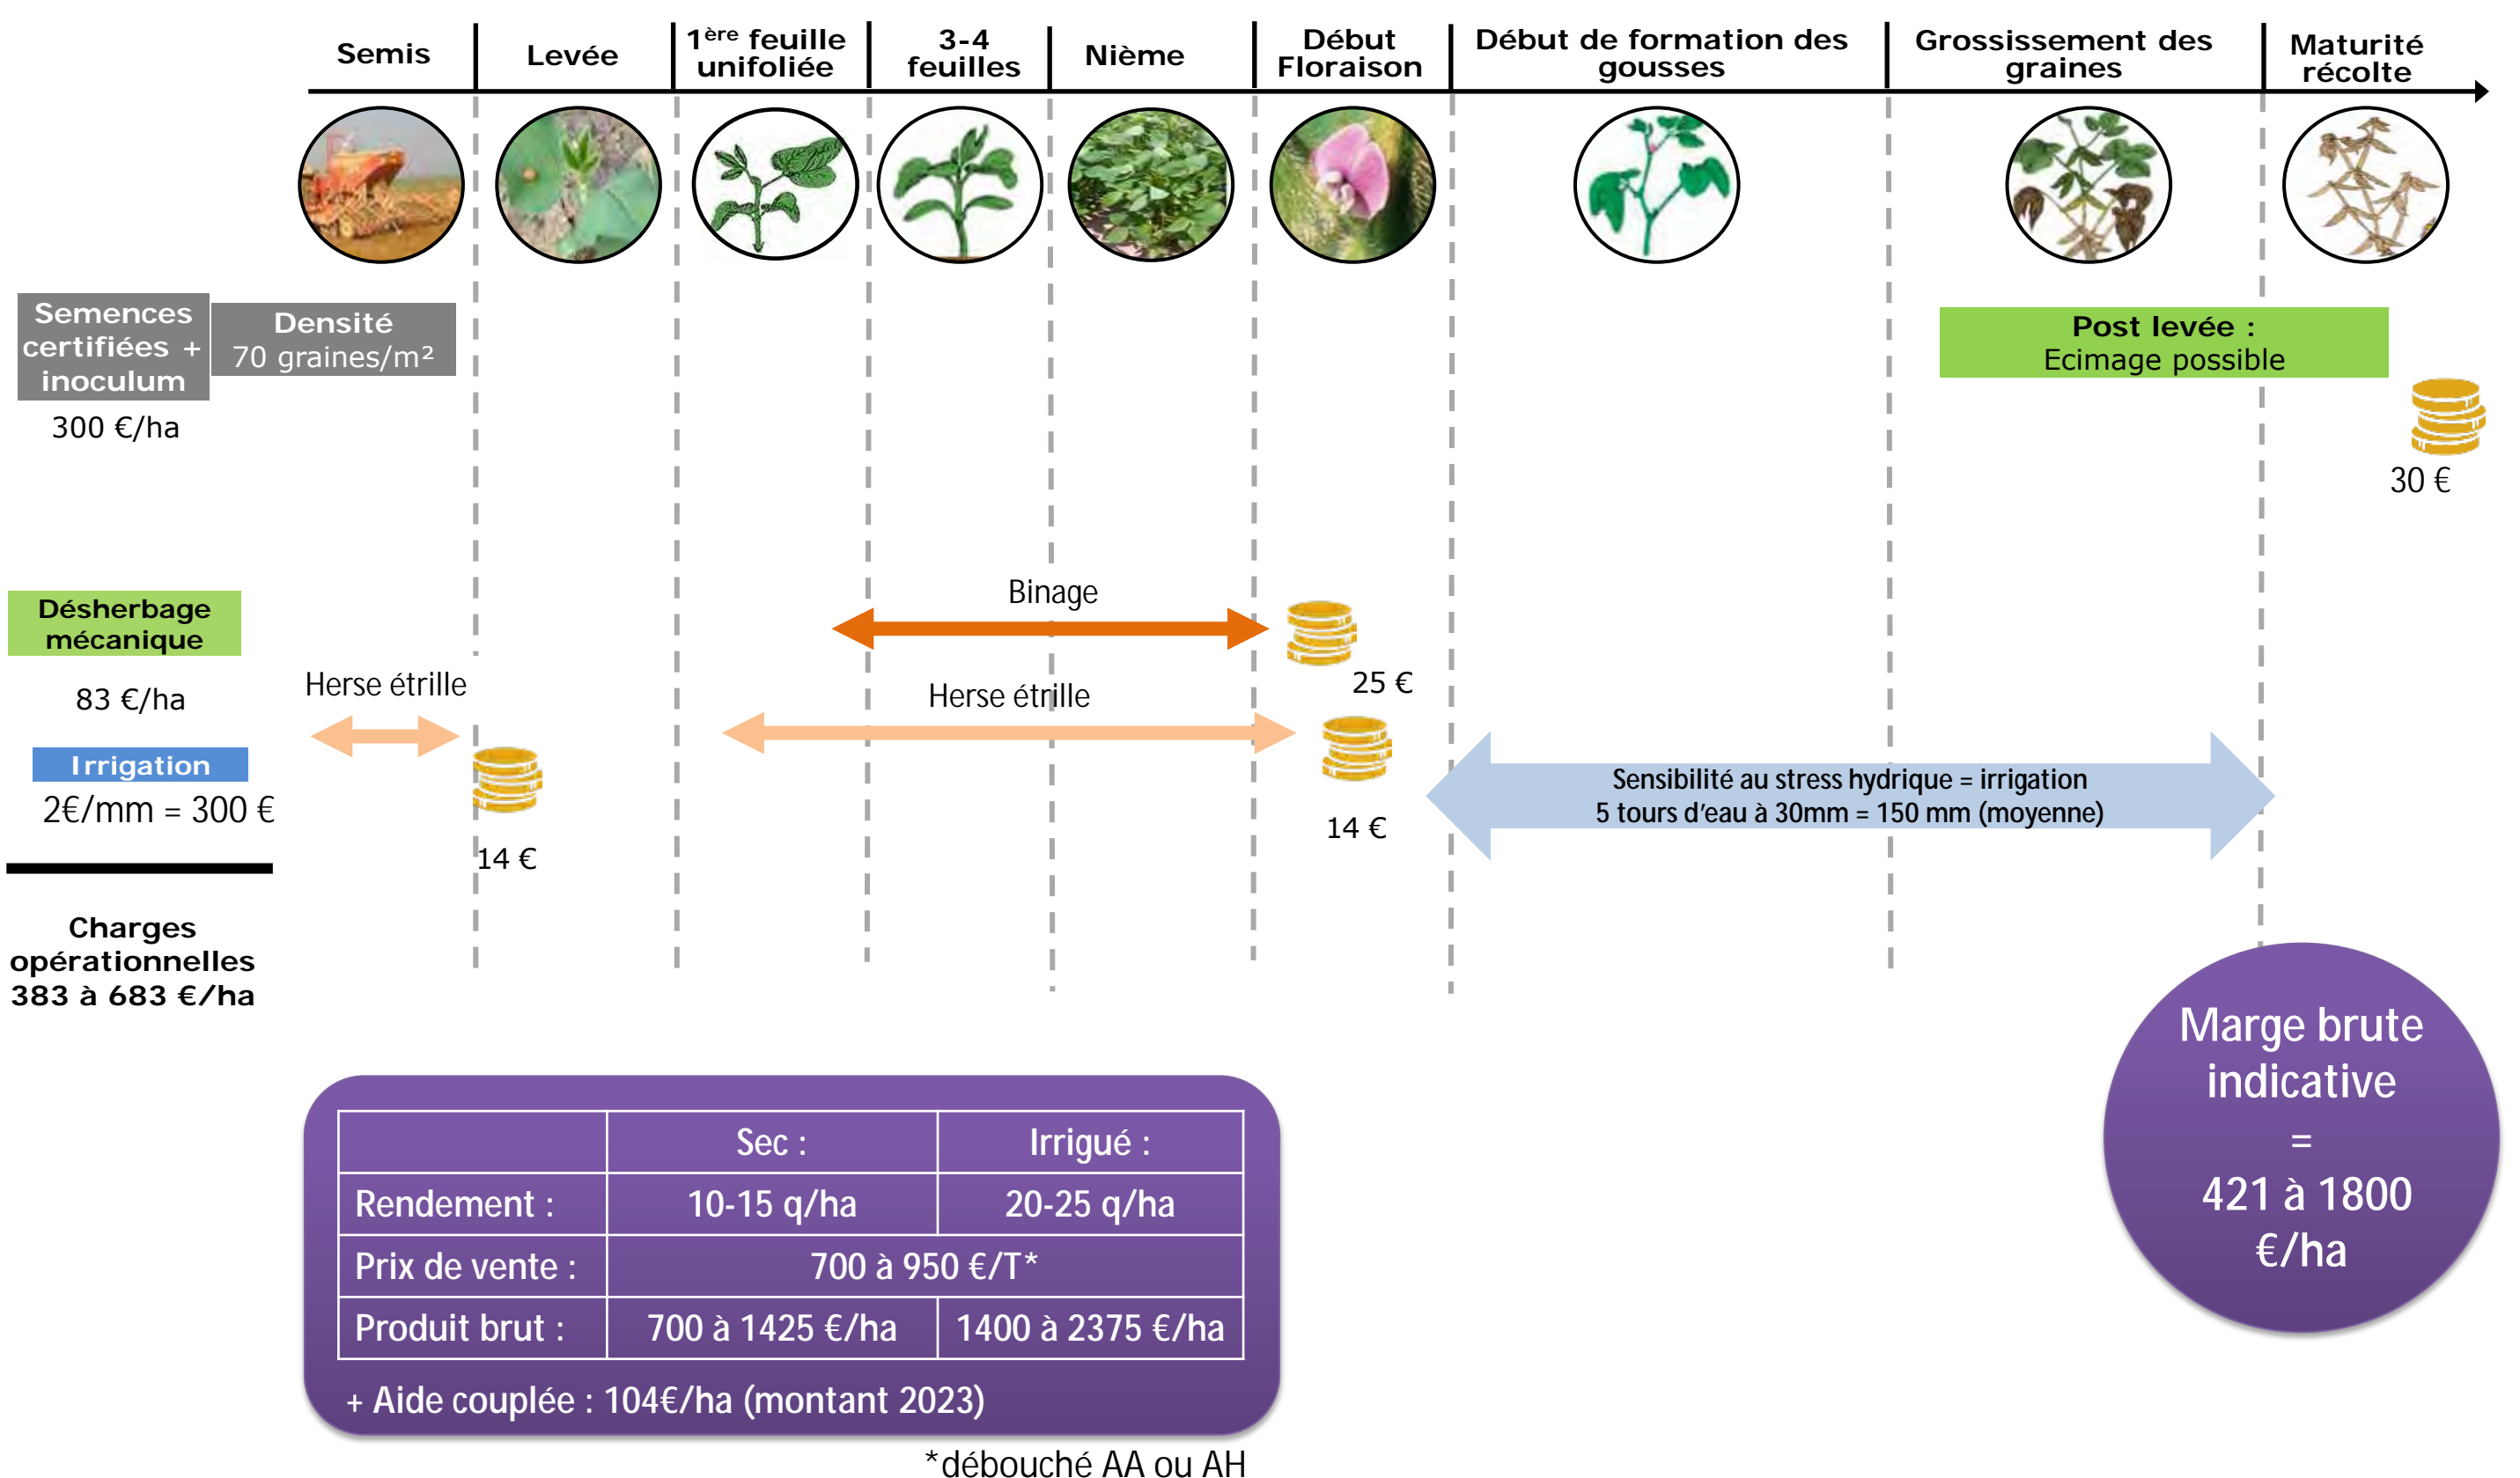 Semis
Levée
1ère feuille
unifoliée
3-4
feuilles
Nième
Début
Floraison
Début de formation des
gousses
Grossissement des
graines
Maturité
récolte
Semences
certifiées +
inoculum
Densité
70 graines/m²
300 €/ha
Post levée :
Ecimage possible
30 €
Désherbage
mécanique
83 €/ha
Binage
25 €
Herse étrille
14 €
Herse étrille
14 €
Irrigation
2€/mm = 300 €
Sensibilité au stress hydrique = irrigation
5 tours d'eau à 30mm = 150 mm (moyenne)
Charges
opérationnelles
383 à 683 €/ha
Marge brute
indicative
=
421 à 1800
€/ha
Sec : Irrigué :
Rendement : 10-15 q/ha 20-25 q/ha
Prix de vente : 700 à 950 €/T*
Produit brut : 700 à 1425 €/ha 1400 à 2375 €/ha
+ Aide couplée : 104€/ha (montant 2023)
*débouché AA ou AH